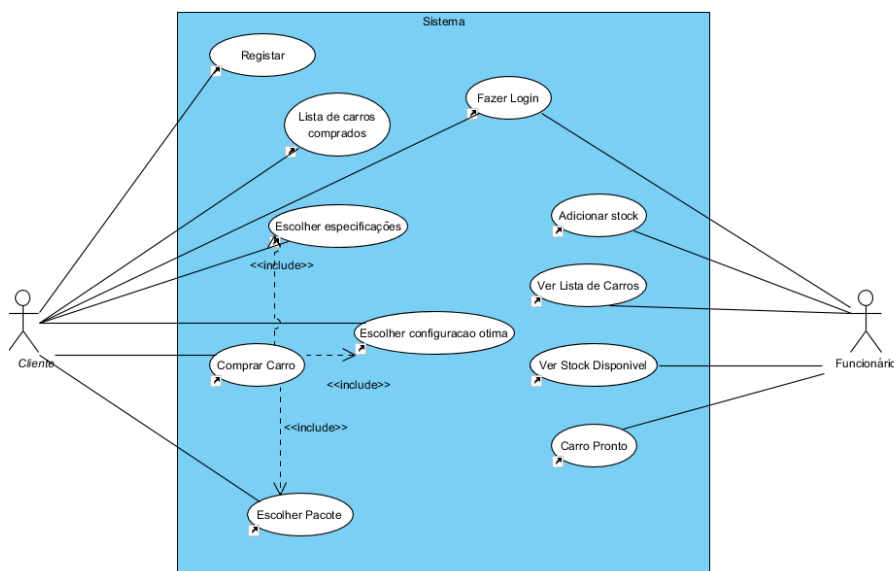 Sistema
Registar
Fazer Login
Lista de carros
comprados
Escolher especificações
Adicionar stock
<<include>>
Ver Lista de Carros
Escolher configuracao otima
Cliente
Comprar Carro
Ver Stock Disponivel
Funcionário
<<include>>
<<include>>
Carro Pronto
Escolher Pacote